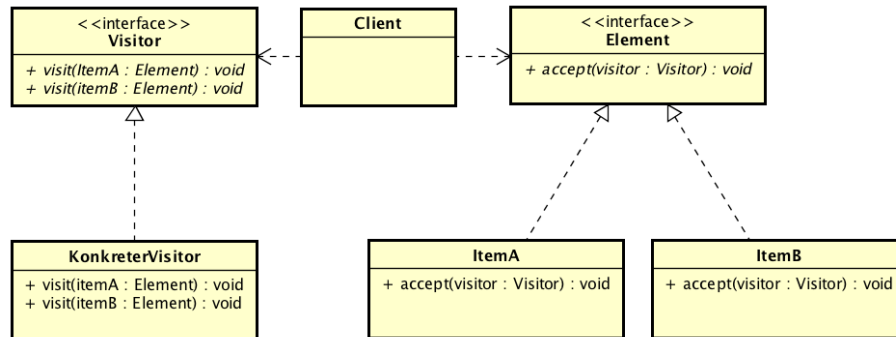 <<interface>>
Visitor
+ visit(ItemA : Element) : void
+ visit(itemB : Element) : void
Client
<<interface>>
Element
+ accept(visitor : Visitor) : void
KonkreterVisitor
+ visit(itemA : Element) : void
+ visit(itemB : Element) : void
ItemA
+ accept(visitor : Visitor) : void
ItemB
+ accept(visitor : Visitor) : void